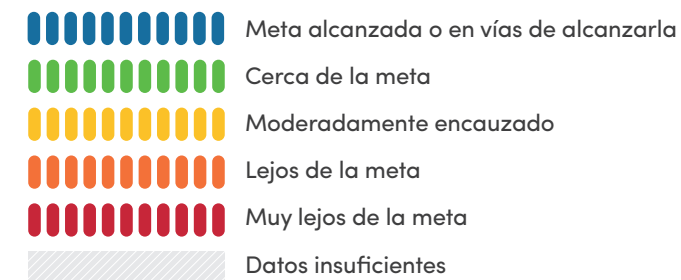 Meta alcanzada o en vías de alcanzarla
Cerca de la meta
Moderadamente encauzado
Lejos de la meta
Muy lejos de la meta
Datos insuficientes